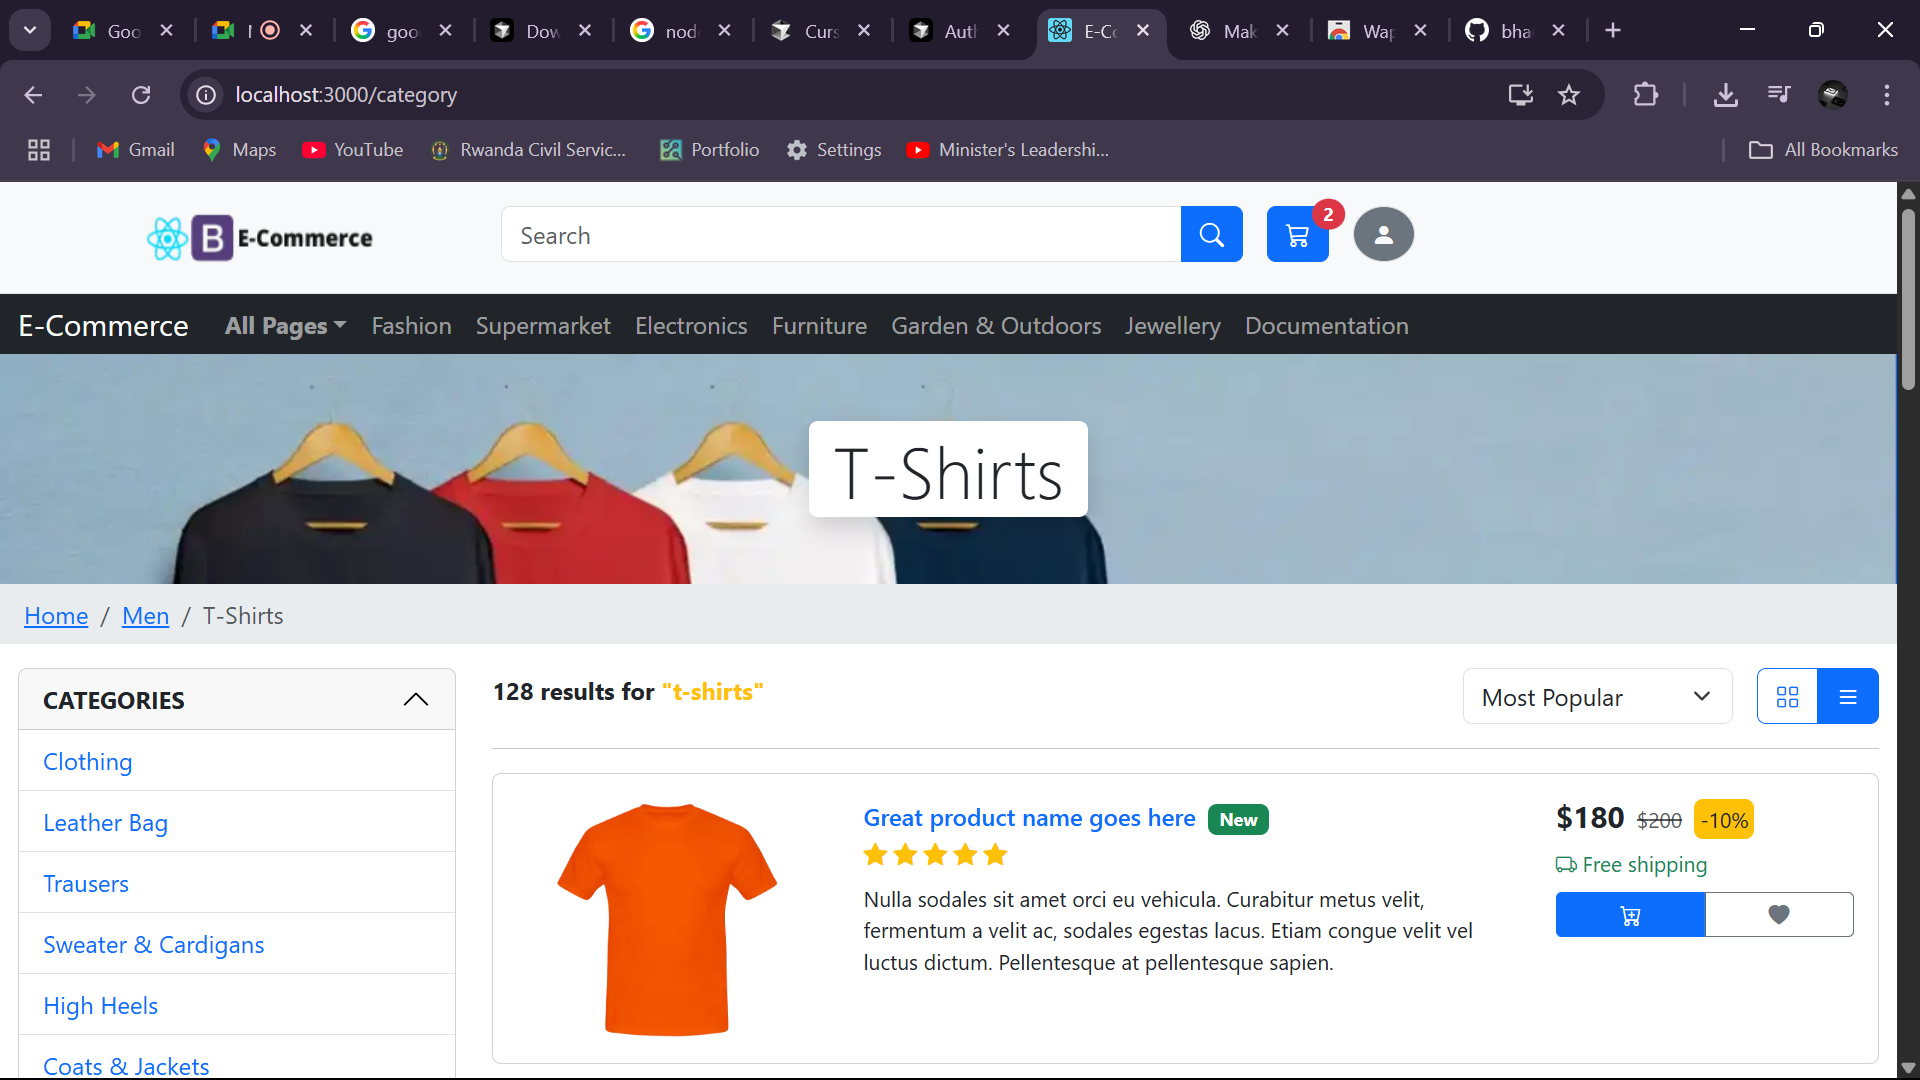 Goo
goo
Dow
nod
Curs
Auth
E-Co
Mak
Wap
bha
localhost:3000/category
Gmail
Maps
YouTube
Rwanda Civil Servic...
Portfolio
Settings
Minister's Leadershi...
All Bookmarks
B E-Commerce
Search
2
E-Commerce
All Pages
Fashion
Supermarket
Electronics
Furniture
Garden & Outdoors
Jewellery
Documentation
T-Shirts
Home / Men / T-Shirts
CATEGORIES
Clothing
Leather Bag
Trausers
Sweater & Cardigans
High Heels
Coats & Jackets
128 results for "t-shirts"
Most Popular
Great product name goes here New
Nulla sodales sit amet orci eu vehicula. Curabitur metus velit,
fermentum a velit ac, sodales egestas lacus. Etiam congue velit vel
luctus dictum. Pellentesque at pellentesque sapien.
$180 $200 -10%
Free shipping